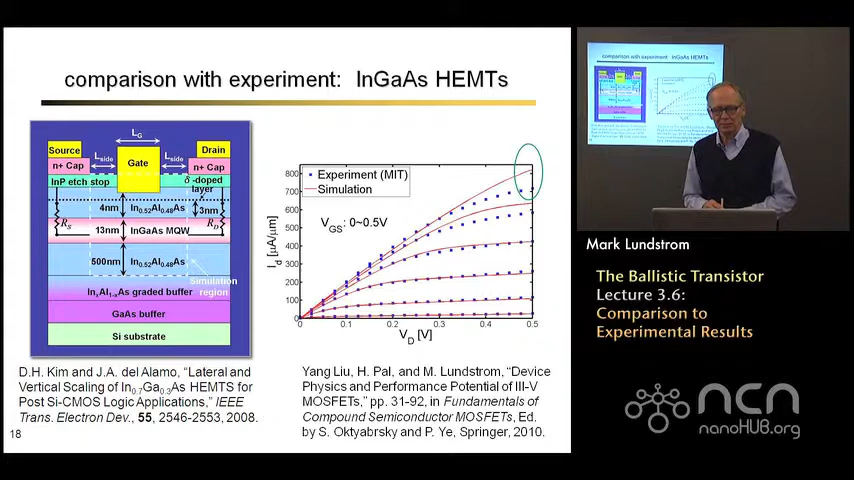 comparison with experiment: InGaAs HEMTs
L_G
Source
Drain
L_side
L_side
Gate
n+ Cap
n+ Cap
InP etch stop
δ-doped
layer
4nm
In0.52Al0.48As
3nm
R_S
13nm
InGaAs MQW
R_D
500nm
In0.52Al0.48As
Simulation
region
InxAl1-xAs graded buffer
GaAs buffer
Si substrate
Experiment (MIT)
Simulation
V_GS: 0~0.5V
I_d [μA/μm]
800
700
600
500
400
300
200
100
0
0
0.1
0.2
0.3
0.4
0.5
V_D [V]
D.H. Kim and J.A. del Alamo, “Lateral and
Vertical Scaling of In0.7Ga0.3As HEMTs for
Post Si-CMOS Logic Applications,” IEEE
Trans. Electron Dev., 55, 2546-2553, 2008.
Yang Liu, H. Pal, and M. Lundstrom, “Device
Physics and Performance Potential of III-V
MOSFETs,” pp. 31-92, in Fundamentals of
Compound Semiconductor MOSFETs, Ed.
by S. Oktyabrsky and P. Ye, Springer, 2010.
18
comparison with experiment: InGaAs HEMTs
Mark Lundstrom
The Ballistic Transistor
Lecture 3.6:
Comparison to
Experimental Results
ncn
nanoHUB.org